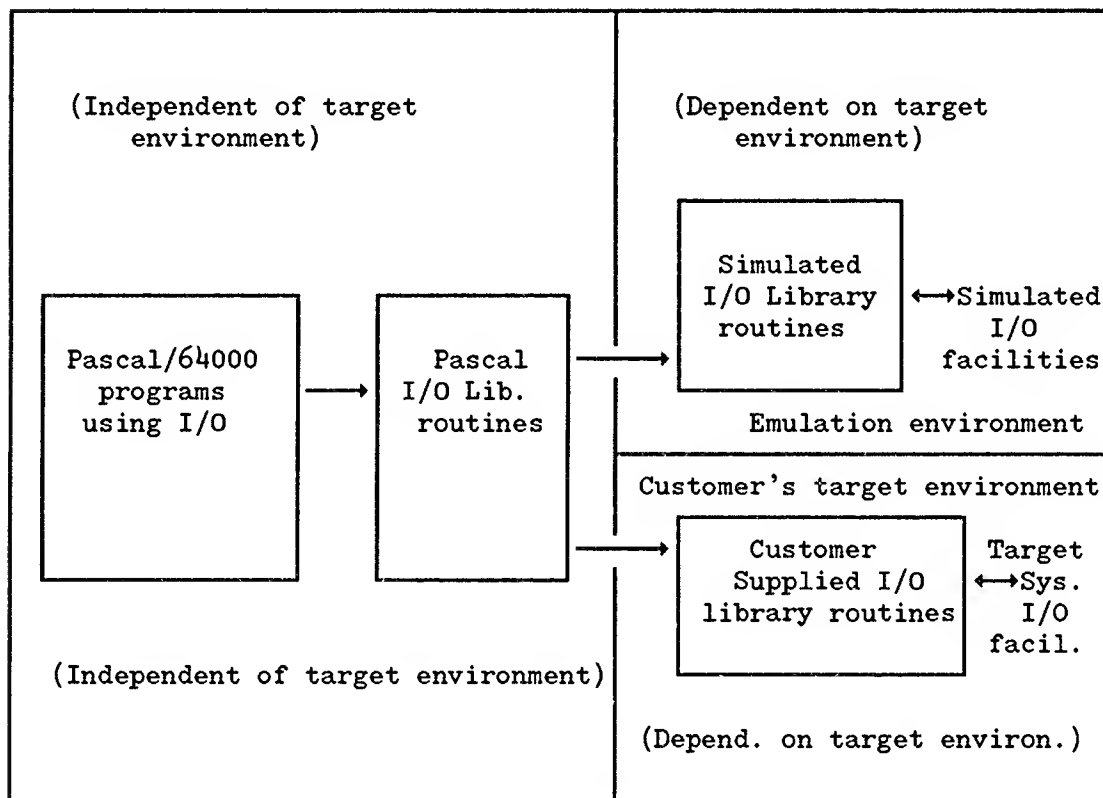 (Independent of target
environment)
(Dependent on target
environment)
Simulated
I/O Library
routines
Simulated
I/O
facilities
Pascal/64000
programs
using I/O
Pascal
I/O Lib.
routines
Emulation environment
Customer's target environment
Customer
Supplied I/O
library routines
Target
Sys.
I/O
facil.
(Independent of target environment)
(Depend. on target environ.)